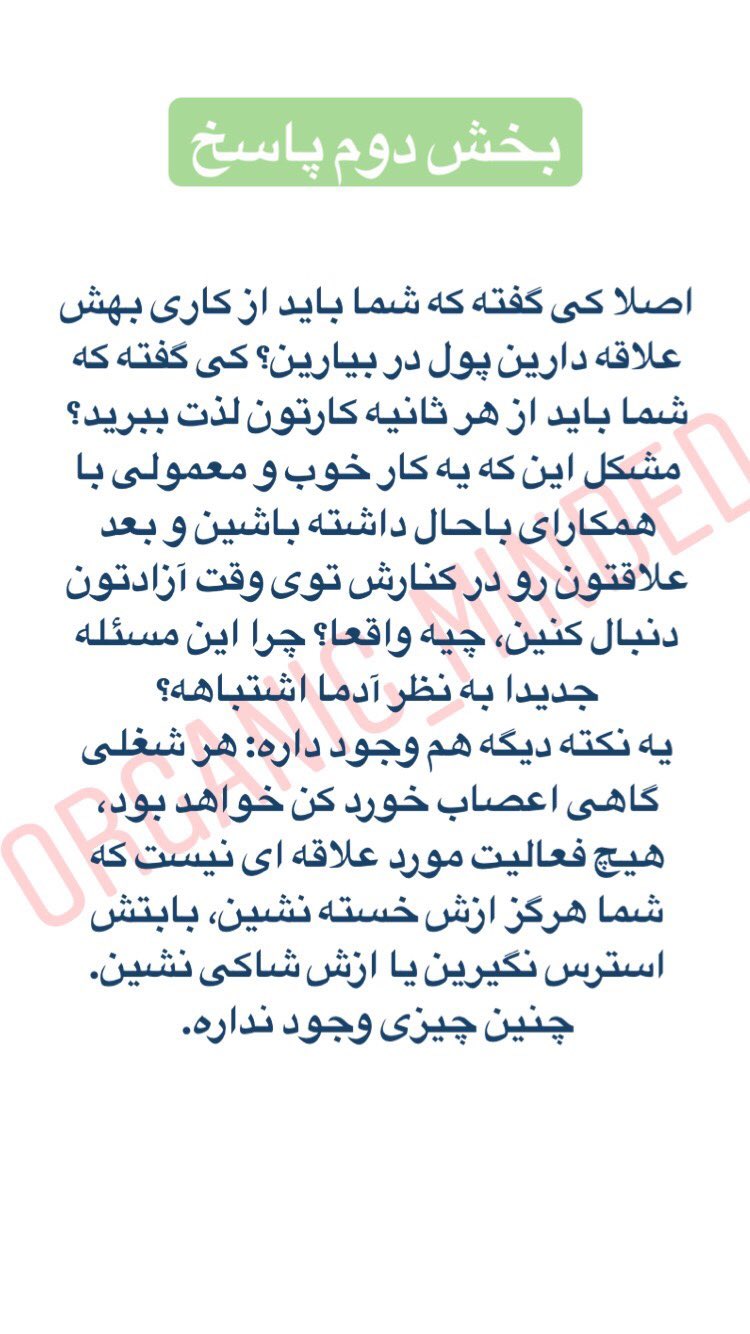 بخش دوم پاسخ
اصلا کی گفته که شما باید از کاری بهش
علاقه دارین پول در بیارین؟ کی گفته که
شما باید از هر ثانیه کارتون لذت ببرید؟
مشکل این که یه کار خوب و معمولی با
همکارای باحال داشته باشین و بعد
علاقتون رو در کنارش توی وقت آزادتون
دنبال کنین، چیه واقعا؟ چرا این مسئله
جدیدا به نظر آدما اشتباهه؟
یه نکته دیگه هم وجود داره: هر شغلی
گاهی اعصاب خورد کن خواهد بود،
هیچ فعالیت مورد علاقه ای نیست که
شما هرگز ازش خسته نشین، بابتش
استرس نگیرین یا ازش شاکی نشین.
چنین چیزی وجود نداره.
ORGANIC_MINDED